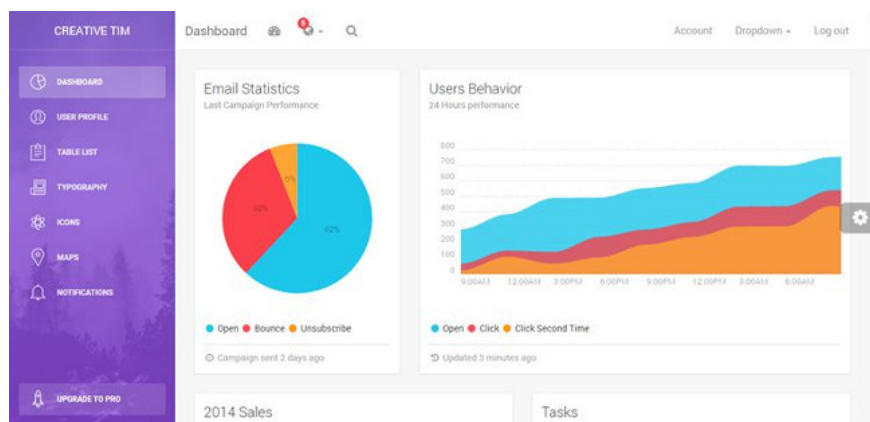 CREATIVE TIM
Dashboard
5
Account
Dropdown
Log out
DASHBOARD
USER PROFILE
TABLE LIST
TYPOGRAPHY
ICONS
MAPS
NOTIFICATIONS
UPGRADE TO PRO
Email Statistics
Last Campaign Performance
6%
32%
62%
Open
Bounce
Unsubscribe
Campaign sent 2 days ago
Users Behavior
24 Hours performance
800
700
600
500
400
300
200
100
0
9:00AM
12:00AM
3:00PM
6:00PM
9:00PM
12:00PM
3:00AM
6:00AM
Open
Click
Click Second Time
Updated 3 minutes ago
2014 Sales
Tasks